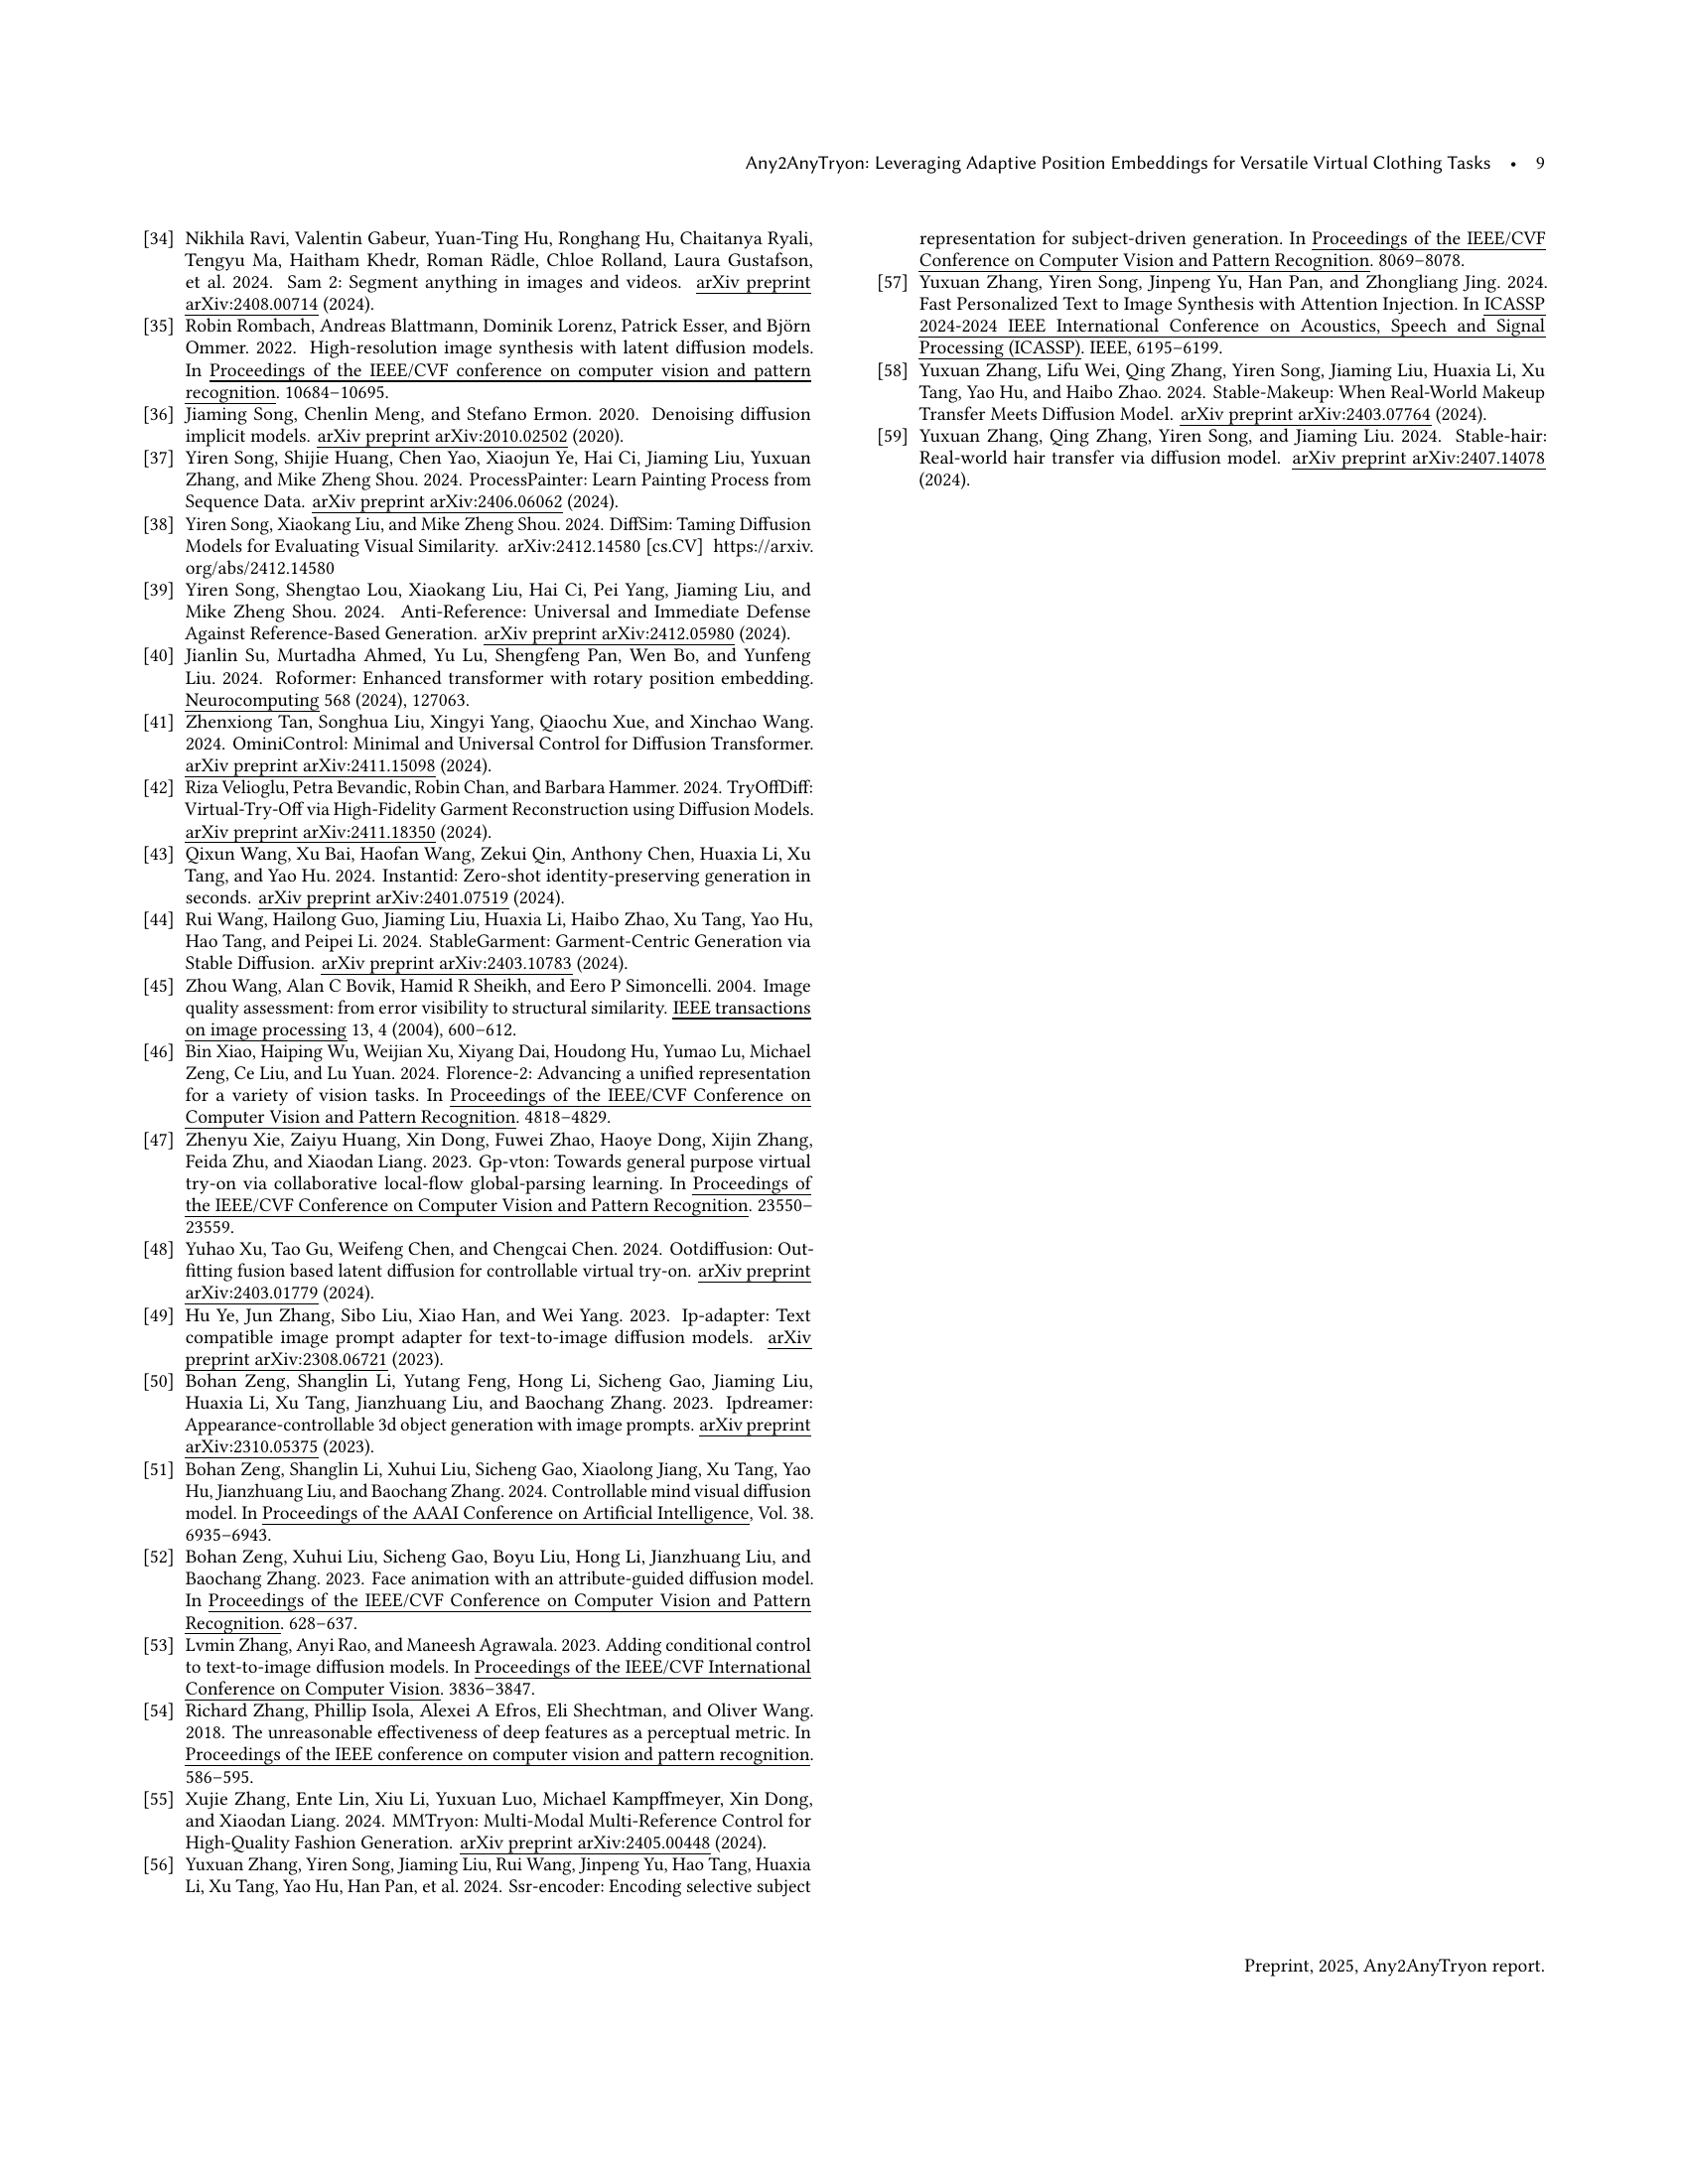 Any2AnyTryon: Leveraging Adaptive Position Embeddings for Versatile Virtual Clothing Tasks • 9
[34] Nikhila Ravi, Valentin Gabeur, Yuan-Ting Hu, Ronghang Hu, Chaitanya Ryali,
Tengyu Ma, Haitham Khedr, Roman Rädle, Chloe Rolland, Laura Gustafson,
et al. 2024. Sam 2: Segment anything in images and videos. arXiv preprint
arXiv:2408.00714 (2024).
[35] Robin Rombach, Andreas Blattmann, Dominik Lorenz, Patrick Esser, and Björn
Ommer. 2022. High-resolution image synthesis with latent diffusion models.
In Proceedings of the IEEE/CVF conference on computer vision and pattern
recognition. 10684–10695.
[36] Jiaming Song, Chenlin Meng, and Stefano Ermon. 2020. Denoising diffusion
implicit models. arXiv preprint arXiv:2010.02502 (2020).
[37] Yiren Song, Shijie Huang, Chen Yao, Xiaojun Ye, Hai Ci, Jiaming Liu, Yuxuan
Zhang, and Mike Zheng Shou. 2024. ProcessPainter: Learn Painting Process from
Sequence Data. arXiv preprint arXiv:2406.06062 (2024).
[38] Yiren Song, Xiaokang Liu, and Mike Zheng Shou. 2024. DiffSim: Taming Diffusion
Models for Evaluating Visual Similarity. arXiv:2412.14580 [cs.CV] https://arxiv.
org/abs/2412.14580
[39] Yiren Song, Shengtao Lou, Xiaokang Liu, Hai Ci, Pei Yang, Jiaming Liu, and
Mike Zheng Shou. 2024. Anti-Reference: Universal and Immediate Defense
Against Reference-Based Generation. arXiv preprint arXiv:2412.05980 (2024).
[40] Jianlin Su, Murtadha Ahmed, Yu Lu, Shengfeng Pan, Wen Bo, and Yunfeng
Liu. 2024. Roformer: Enhanced transformer with rotary position embedding.
Neurocomputing 568 (2024), 127063.
[41] Zhenxiong Tan, Songhua Liu, Xingyi Yang, Qiaochu Xue, and Xinchao Wang.
2024. OminiControl: Minimal and Universal Control for Diffusion Transformer.
arXiv preprint arXiv:2411.15098 (2024).
[42] Riza Velioglu, Petra Bevandic, Robin Chan, and Barbara Hammer. 2024. TryOffDiff:
Virtual-Try-Off via High-Fidelity Garment Reconstruction using Diffusion Models.
arXiv preprint arXiv:2411.18350 (2024).
[43] Qixun Wang, Xu Bai, Haofan Wang, Zekui Qin, Anthony Chen, Huaxia Li, Xu
Tang, and Yao Hu. 2024. Instantid: Zero-shot identity-preserving generation in
seconds. arXiv preprint arXiv:2401.07519 (2024).
[44] Rui Wang, Hailong Guo, Jiaming Liu, Huaxia Li, Haibo Zhao, Xu Tang, Yao Hu,
Hao Tang, and Peipei Li. 2024. StableGarment: Garment-Centric Generation via
Stable Diffusion. arXiv preprint arXiv:2403.10783 (2024).
[45] Zhou Wang, Alan C Bovik, Hamid R Sheikh, and Eero P Simoncelli. 2004. Image
quality assessment: from error visibility to structural similarity. IEEE transactions
on image processing 13, 4 (2004), 600–612.
[46] Bin Xiao, Haiping Wu, Weijian Xu, Xiyang Dai, Houdong Hu, Yumao Lu, Michael
Zeng, Ce Liu, and Lu Yuan. 2024. Florence-2: Advancing a unified representation
for a variety of vision tasks. In Proceedings of the IEEE/CVF Conference on
Computer Vision and Pattern Recognition. 4818–4829.
[47] Zhenyu Xie, Zaiyu Huang, Xin Dong, Fuwei Zhao, Haoye Dong, Xijin Zhang,
Feida Zhu, and Xiaodan Liang. 2023. Gp-vton: Towards general purpose virtual
try-on via collaborative local-flow global-parsing learning. In Proceedings of
the IEEE/CVF Conference on Computer Vision and Pattern Recognition. 23550–
23559.
[48] Yuhao Xu, Tao Gu, Weifeng Chen, and Chengcai Chen. 2024. Ootdiffusion: Out-
fitting fusion based latent diffusion for controllable virtual try-on. arXiv preprint
arXiv:2403.01779 (2024).
[49] Hu Ye, Jun Zhang, Sibo Liu, Xiao Han, and Wei Yang. 2023. Ip-adapter: Text
compatible image prompt adapter for text-to-image diffusion models. arXiv
preprint arXiv:2308.06721 (2023).
[50] Bohan Zeng, Shanglin Li, Yutang Feng, Hong Li, Sicheng Gao, Jiaming Liu,
Huaxia Li, Xu Tang, Jianzhuang Liu, and Baochang Zhang. 2023. Ipdreamer:
Appearance-controllable 3d object generation with image prompts. arXiv preprint
arXiv:2310.05375 (2023).
[51] Bohan Zeng, Shanglin Li, Xuhui Liu, Sicheng Gao, Xiaolong Jiang, Xu Tang, Yao
Hu, Jianzhuang Liu, and Baochang Zhang. 2024. Controllable mind visual diffusion
model. In Proceedings of the AAAI Conference on Artificial Intelligence, Vol. 38.
6935–6943.
[52] Bohan Zeng, Xuhui Liu, Sicheng Gao, Boyu Liu, Hong Li, Jianzhuang Liu, and
Baochang Zhang. 2023. Face animation with an attribute-guided diffusion model.
In Proceedings of the IEEE/CVF Conference on Computer Vision and Pattern
Recognition. 628–637.
[53] Lvmin Zhang, Anyi Rao, and Maneesh Agrawala. 2023. Adding conditional control
to text-to-image diffusion models. In Proceedings of the IEEE/CVF International
Conference on Computer Vision. 3836–3847.
[54] Richard Zhang, Phillip Isola, Alexei A Efros, Eli Shechtman, and Oliver Wang.
2018. The unreasonable effectiveness of deep features as a perceptual metric. In
Proceedings of the IEEE conference on computer vision and pattern recognition.
586–595.
[55] Xujie Zhang, Ente Lin, Xiu Li, Yuxuan Luo, Michael Kampffmeyer, Xin Dong,
and Xiaodan Liang. 2024. MMTryon: Multi-Modal Multi-Reference Control for
High-Quality Fashion Generation. arXiv preprint arXiv:2405.00448 (2024).
[56] Yuxuan Zhang, Yiren Song, Jiaming Liu, Rui Wang, Jinpeng Yu, Hao Tang, Huaxia
Li, Xu Tang, Yao Hu, Han Pan, et al. 2024. Ssr-encoder: Encoding selective subject
representation for subject-driven generation. In Proceedings of the IEEE/CVF
Conference on Computer Vision and Pattern Recognition. 8069–8078.
[57] Yuxuan Zhang, Yiren Song, Jinpeng Yu, Han Pan, and Zhongliang Jing. 2024.
Fast Personalized Text to Image Synthesis with Attention Injection. In ICASSP
2024-2024 IEEE International Conference on Acoustics, Speech and Signal
Processing (ICASSP). IEEE, 6195–6199.
[58] Yuxuan Zhang, Lifu Wei, Qing Zhang, Yiren Song, Jiaming Liu, Huaxia Li, Xu
Tang, Yao Hu, and Haibo Zhao. 2024. Stable-Makeup: When Real-World Makeup
Transfer Meets Diffusion Model. arXiv preprint arXiv:2403.07764 (2024).
[59] Yuxuan Zhang, Qing Zhang, Yiren Song, and Jiaming Liu. 2024. Stable-hair:
Real-world hair transfer via diffusion model. arXiv preprint arXiv:2407.14078
(2024).
Preprint, 2025, Any2AnyTryon report.